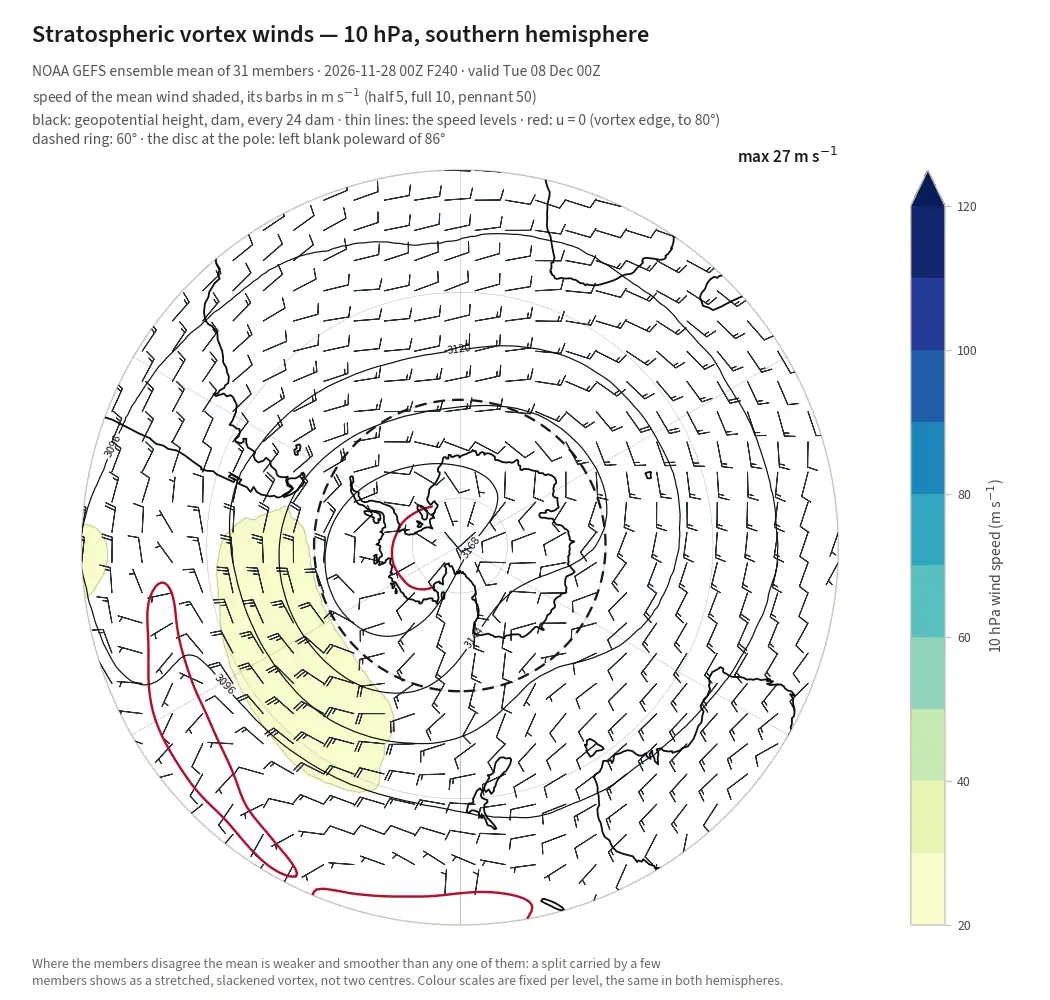 Stratospheric vortex winds — 10 hPa, southern hemisphere
NOAA GEFS ensemble mean of 31 members · 2026-11-28 00Z F240 · valid Tue 08 Dec 00Z
speed of the mean wind shaded, its barbs in m s⁻¹ (half 5, full 10, pennant 50)
black: geopotential height, dam, every 24 dam · thin lines: the speed levels · red: u = 0 (vortex edge, to 80°)
dashed ring: 60° · the disc at the pole: left blank poleward of 86°
max 27 m s⁻¹
120
100
80
60
40
20
10 hPa wind speed (m s⁻¹)
3120
3096
3168
3096
Where the members disagree the mean is weaker and smoother than any one of them: a split carried by a few
members shows as a stretched, slackened vortex, not two centres. Colour scales are fixed per level, the same in both hemispheres.